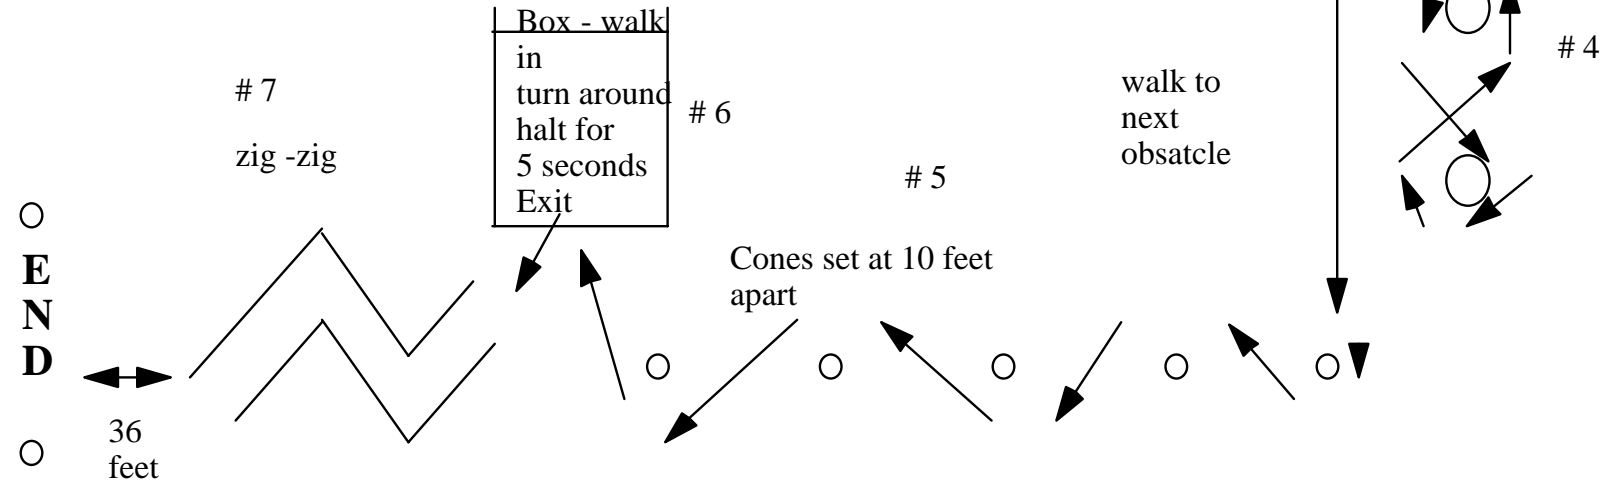 Box - walk
in
turn around
halt for
5 seconds
Exit
# 4
# 7
zig -zig
# 6
walk to
next
obsatcle
# 5
Cones set at 10 feet
apart
E
N
D
36
feet